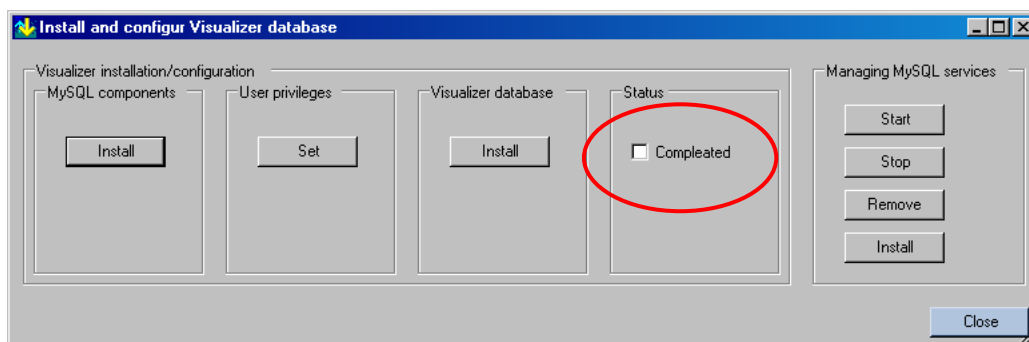 Install and configur Visualizer database
Visualizer installation/configuration
Managing MySQL services
MySQL components
User privileges
Visualizer database
Status
Install
Set
Install
Compleated
Start
Stop
Remove
Install
Close